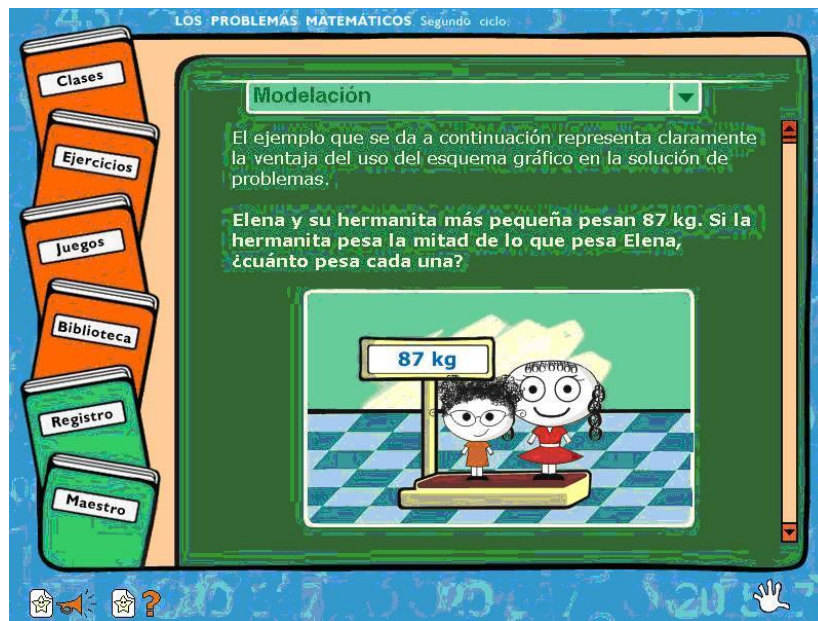 LOS PROBLEMAS MATEMÁTICOS. Segundo ciclo.
Clases
Ejercicios
Juegos
Biblioteca
Registro
Maestro
Modelación
El ejemplo que se da a continuación representa claramente
la ventaja del uso del esquema gráfico en la solución de
problemas.
Elena y su hermanita más pequeña pesan 87 kg. Si la
hermanita pesa la mitad de lo que pesa Elena,
¿cuánto pesa cada una?
87 kg
?